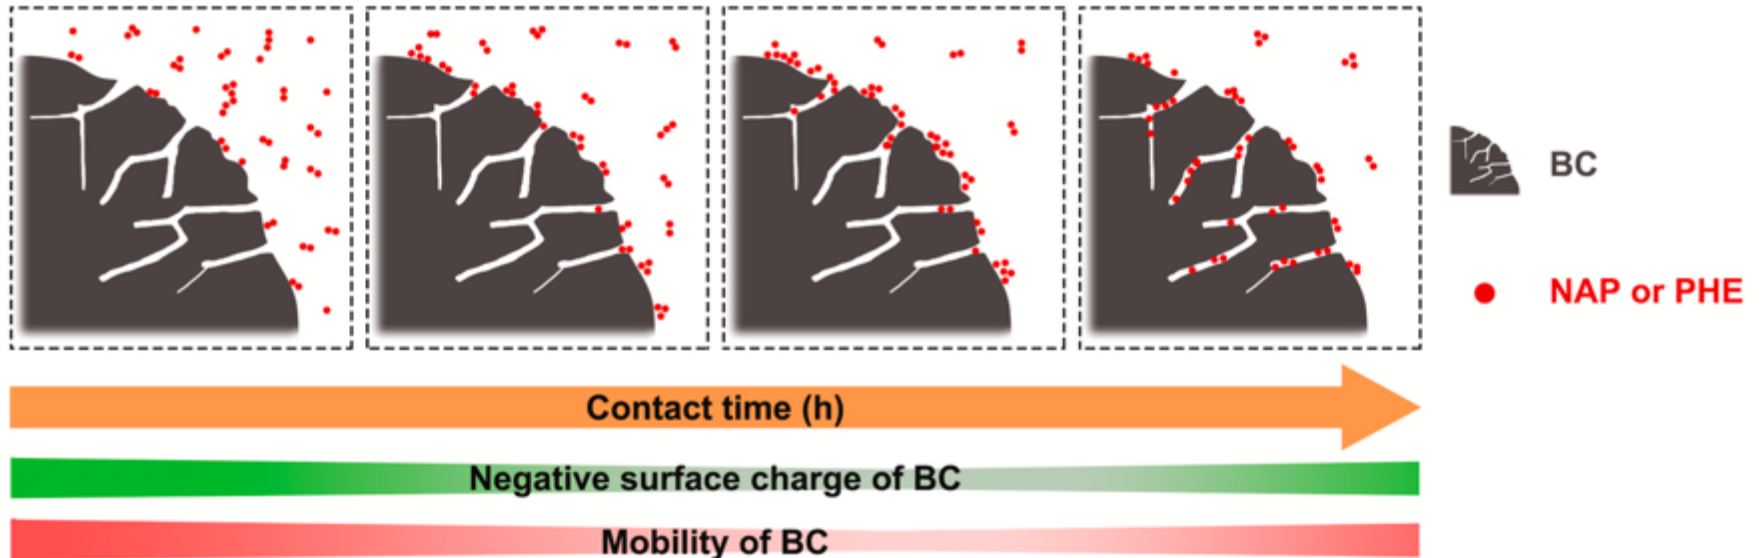 BC
NAP or PHE
Contact time (h)
Negative surface charge of BC
Mobility of BC